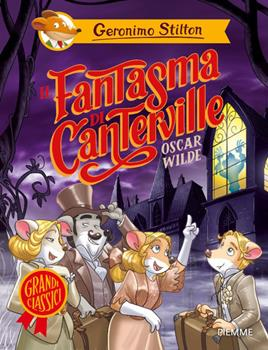 Geronimo Stilton
IL
Fantasma
DI
Canterville
OSCAR
WILDE
GRANDI
CLASSICI
PIEMME